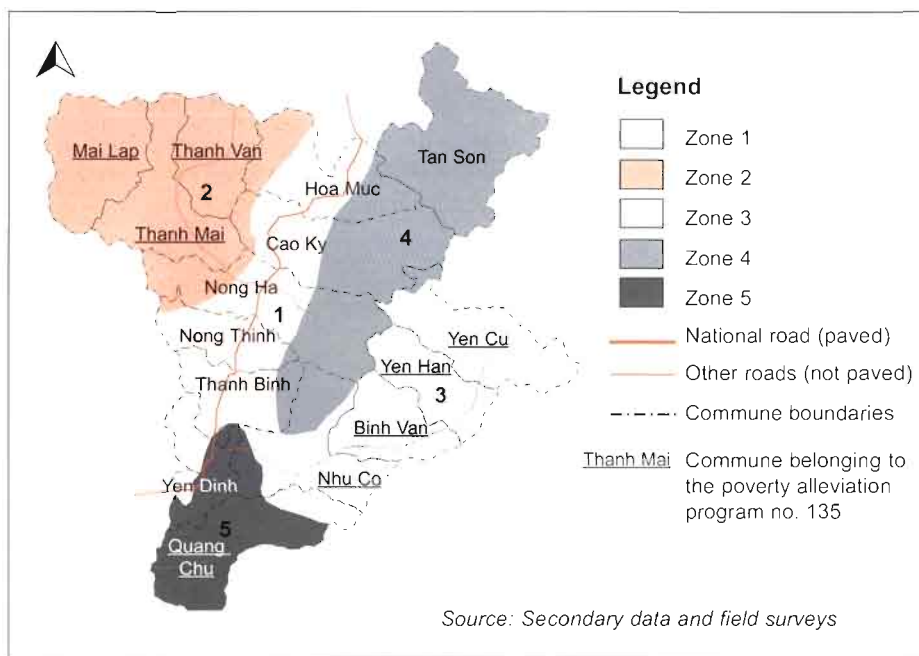 Mai Lap
Thanh Van
2
Thanh Mai
Hoa Muc
Tan Son
Cao Ky
4
Nong Ha
1
Nong Thinh
Thanh Binh
Yen Cu
Yen Han
3
Binh Van
Nhu Co
Yen Dinh
5
Quang
Chu
Legend
Zone 1
Zone 2
Zone 3
Zone 4
Zone 5
National road (paved)
Other roads (not paved)
Commune boundaries
Thanh Mai Commune belonging to
the poverty alleviation
program no. 135
Source: Secondary data and field surveys